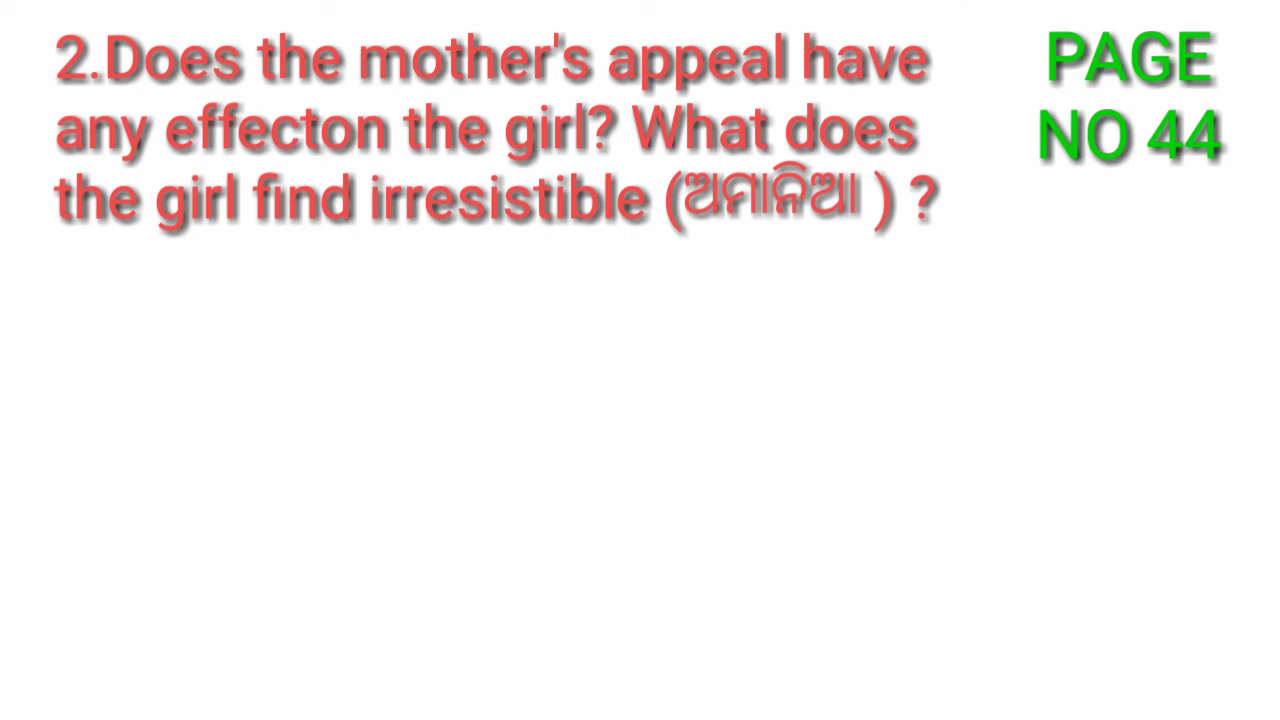 2.Does the mother's appeal have
any effecton the girl? What does
the girl find irresistible (ଅମାନିଆ ) ?
PAGE
NO 44